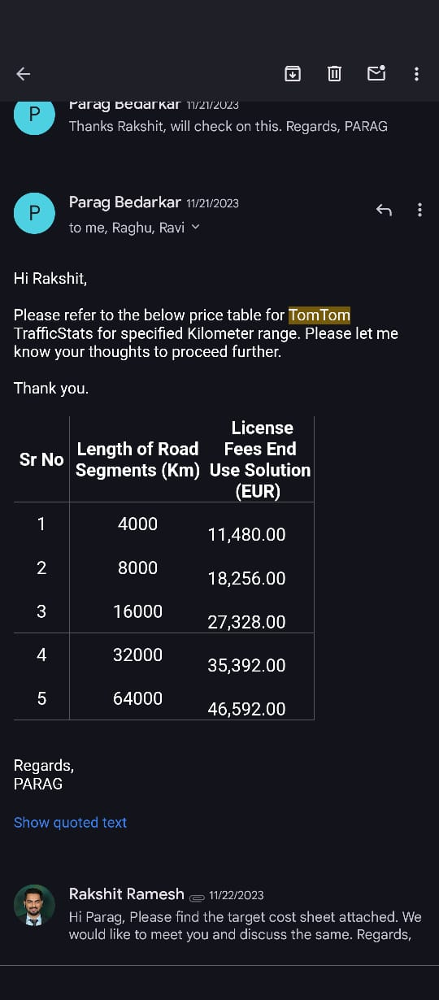 Parag Bedarkar 11/21/2023
Thanks Rakshit, will check on this. Regards, PARAG
P
Parag Bedarkar 11/21/2023
P
to me, Raghu, Ravi
Hi Rakshit,
Please refer to the below price table for TomTom
TrafficStats for specified Kilometer range. Please let me
know your thoughts to proceed further.
Thank you.
Sr No Length of Road Segments (Km) License Fees End Use Solution (EUR)
1 4000 11,480.00
2 8000 18,256.00
3 16000 27,328.00
4 32000 35,392.00
5 64000 46,592.00
Regards,
PARAG
Show quoted text
Rakshit Ramesh 11/22/2023
Hi Parag, Please find the target cost sheet attached. We
would like to meet you and discuss the same. Regards,